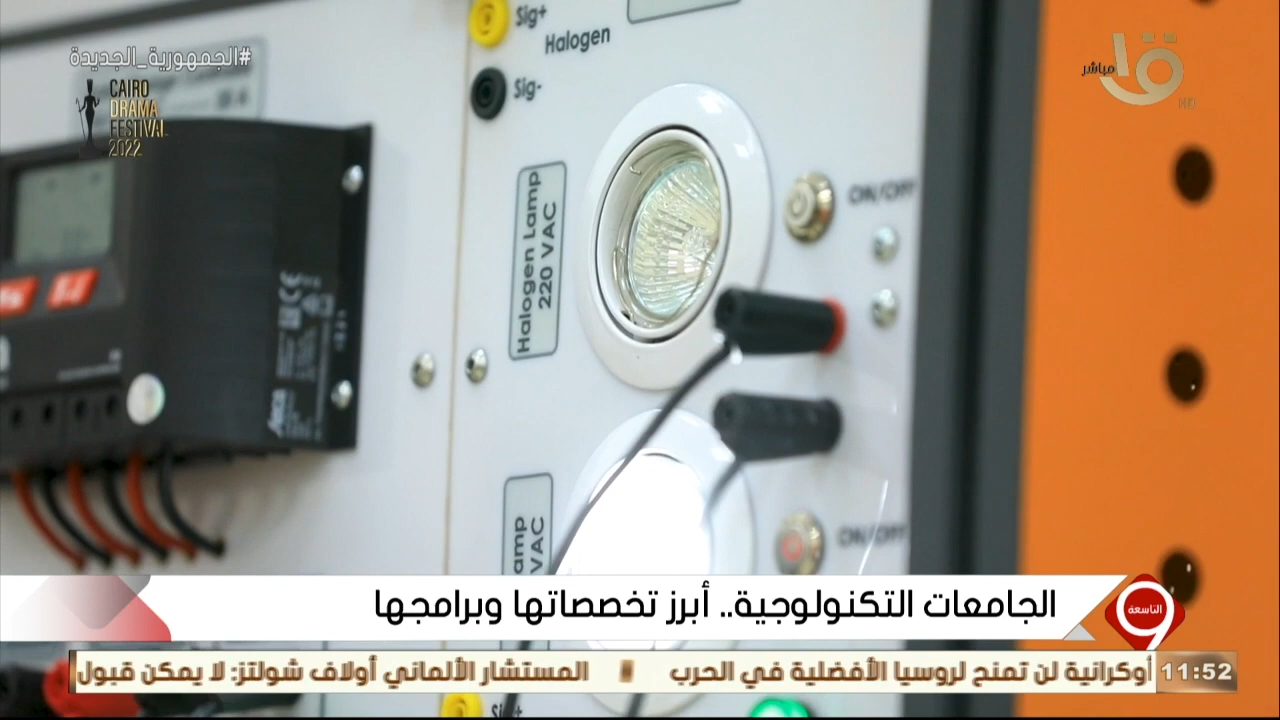 #الجمهورية_الجديدة
CAIRO
DRAMA
FESTIVAL
2022
مباشر
HD
Sig+
Halogen
Sig-
ON/OFF
Halogen Lamp
220 VAC
ON/OFF
amp
VAC
الجامعات التكنولوجية.. أبرز تخصصاتها وبرامجها
التاسعة
9
11:52
أوكرانية لن تمنح لروسيا الأفضلية في الحرب
المستشار الألماني أولاف شولتز: لا يمكن قبول